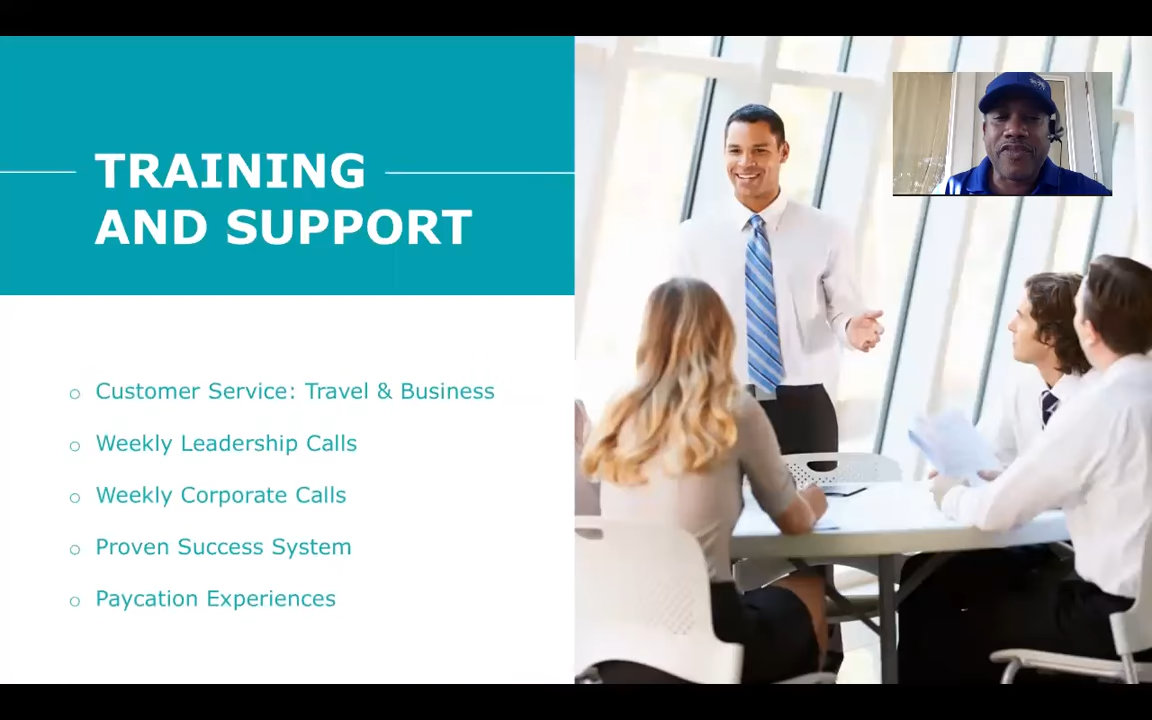 TRAINING
AND SUPPORT
Customer Service: Travel & Business
Weekly Leadership Calls
Weekly Corporate Calls
Proven Success System
Paycation Experiences